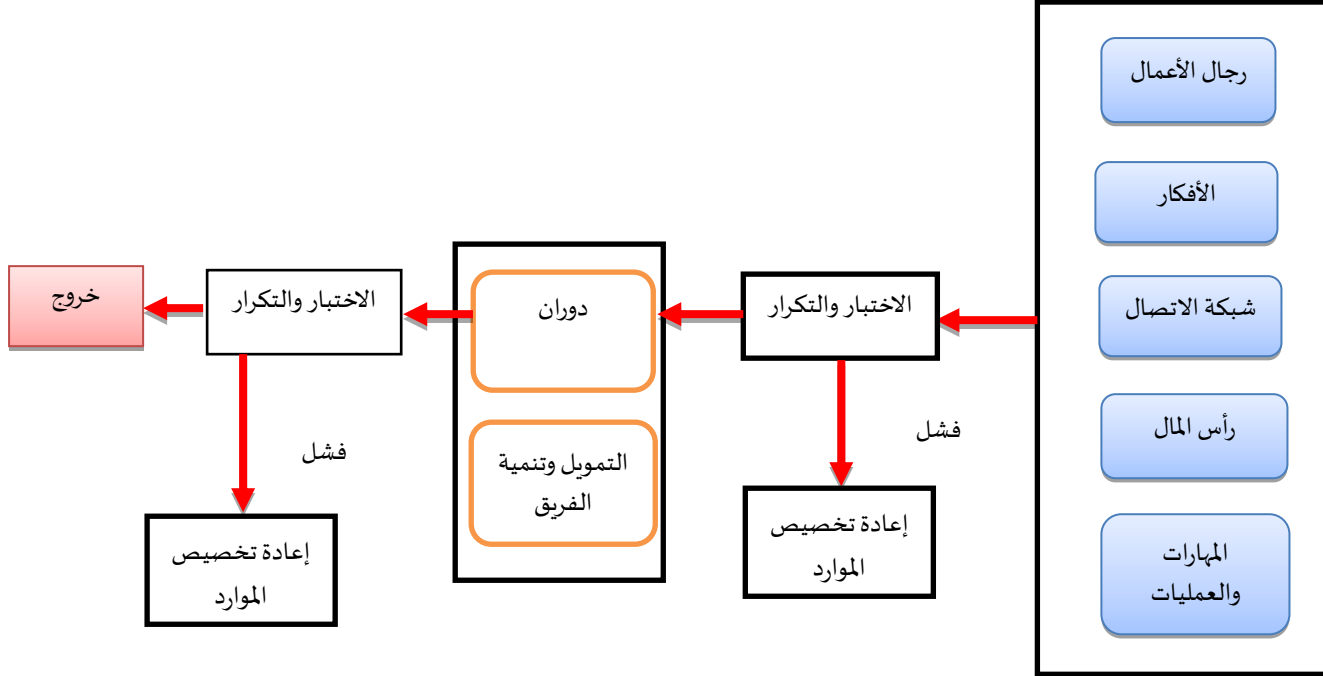 رجال الأعمال
الأفكار
شبكة الاتصال
رأس المال
المهارات
والعمليات
الاختبار والتكرار
فشل
إعادة تخصيص
الموارد
دوران
التمويل وتنمية
الفريق
الاختبار والتكرار
فشل
إعادة تخصيص
الموارد
خروج